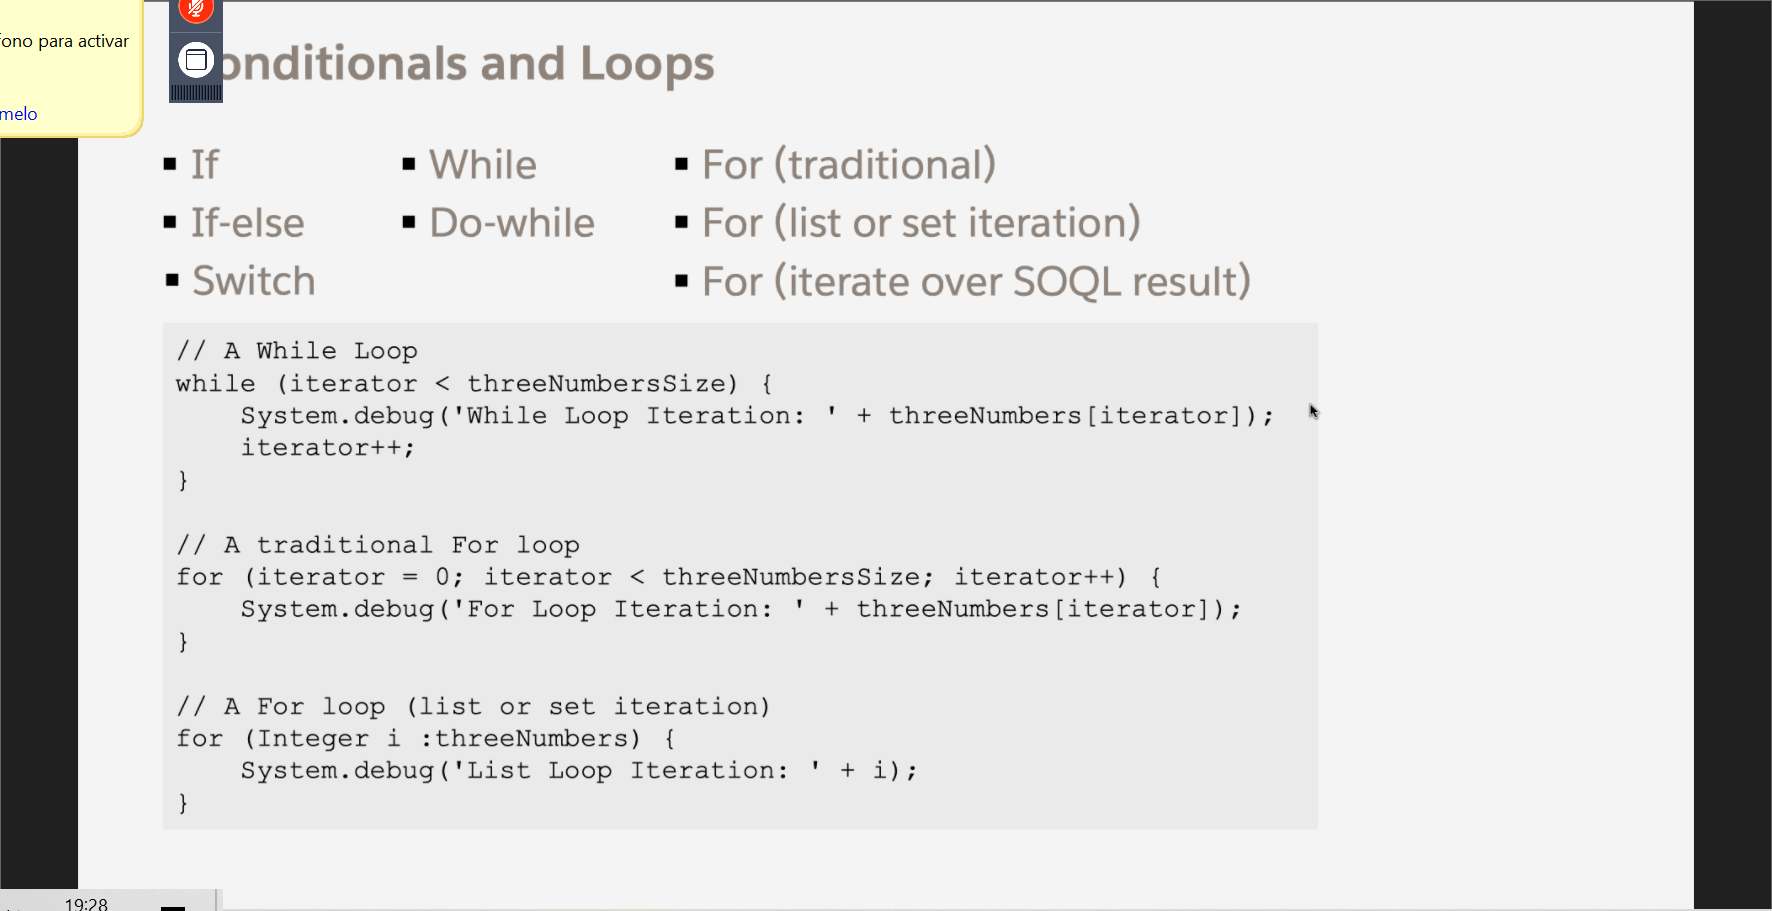 para activar
melo
onditionals and Loops
If
If-else
Switch
While
Do-while
For (traditional)
For (list or set iteration)
For (iterate over SOQL result)
// A While Loop
while (iterator < threeNumbersSize) {
    System.debug('While Loop Iteration: ' + threeNumbers[iterator]);
    iterator++;
}
// A traditional For loop
for (iterator = 0; iterator < threeNumbersSize; iterator++) {
    System.debug('For Loop Iteration: ' + threeNumbers[iterator]);
}
// A For loop (list or set iteration)
for (Integer i :threeNumbers) {
    System.debug('List Loop Iteration: ' + i);
}
19:28